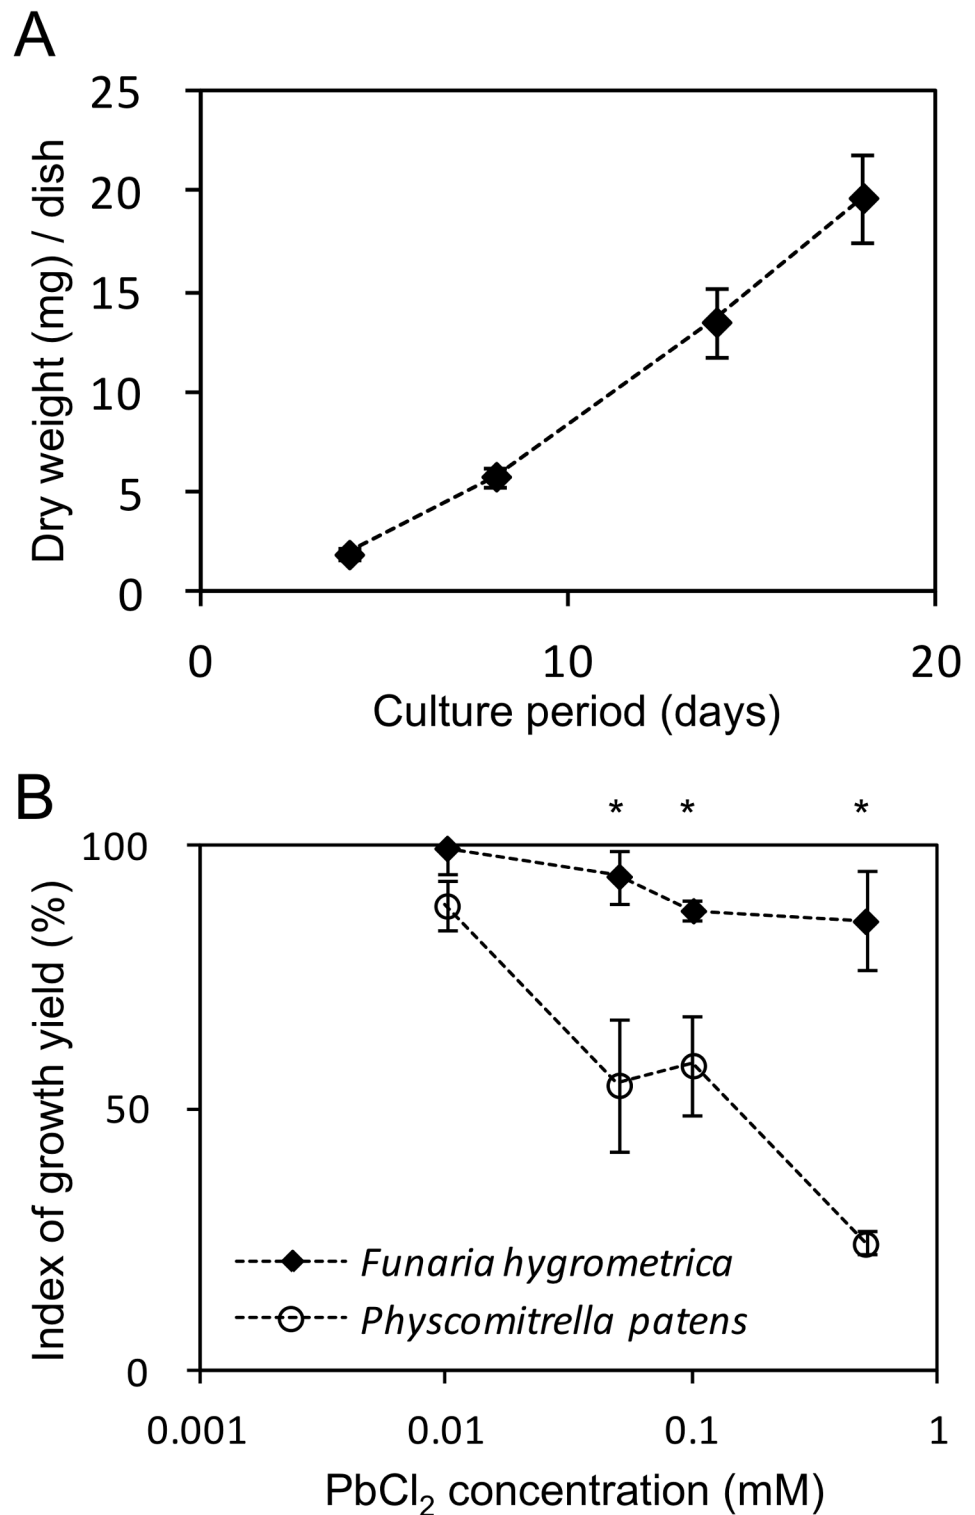 A
25
20
15
10
5
0
Dry weight (mg) / dish
0 10 20
Culture period (days)
B
* * *
100
50
0
Index of growth yield (%)
Funaria hygrometrica
Physcomitrella patens
0.001 0.01 0.1 1
PbCl₂ concentration (mM)